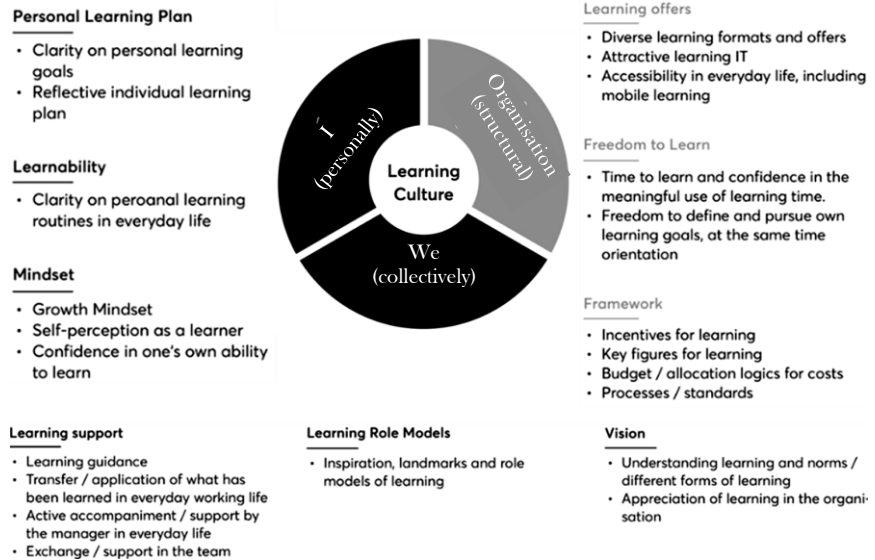 Personal Learning Plan
• Clarity on personal learning
goals
• Reflective individual learning
plan
Learnability
• Clarity on peroanal learning
routines in everyday life
Mindset
• Growth Mindset
• Self-perception as a learner
• Confidence in one's own ability
to learn
I
(personally)
Organisation
(structural)
Learning
Culture
We
(collectively)
Learning offers
• Diverse learning formats and offers
• Attractive learning IT
• Accessibility in everyday life, including
mobile learning
Freedom to Learn
• Time to learn and confidence in the
meaningful use of learning time.
• Freedom to define and pursue own
learning goals, at the same time
orientation
Framework
• Incentives for learning
• Key figures for learning
• Budget / allocation logics for costs
• Processes / standards
Learning support
• Learning guidance
• Transfer / application of what has
been learned in everyday working life
• Active accompaniment / support by
the manager in everyday life
• Exchange / support in the team
Learning Role Models
• Inspiration, landmarks and role
models of learning
Vision
• Understanding learning and norms /
different forms of learning
• Appreciation of learning in the organi-
sation